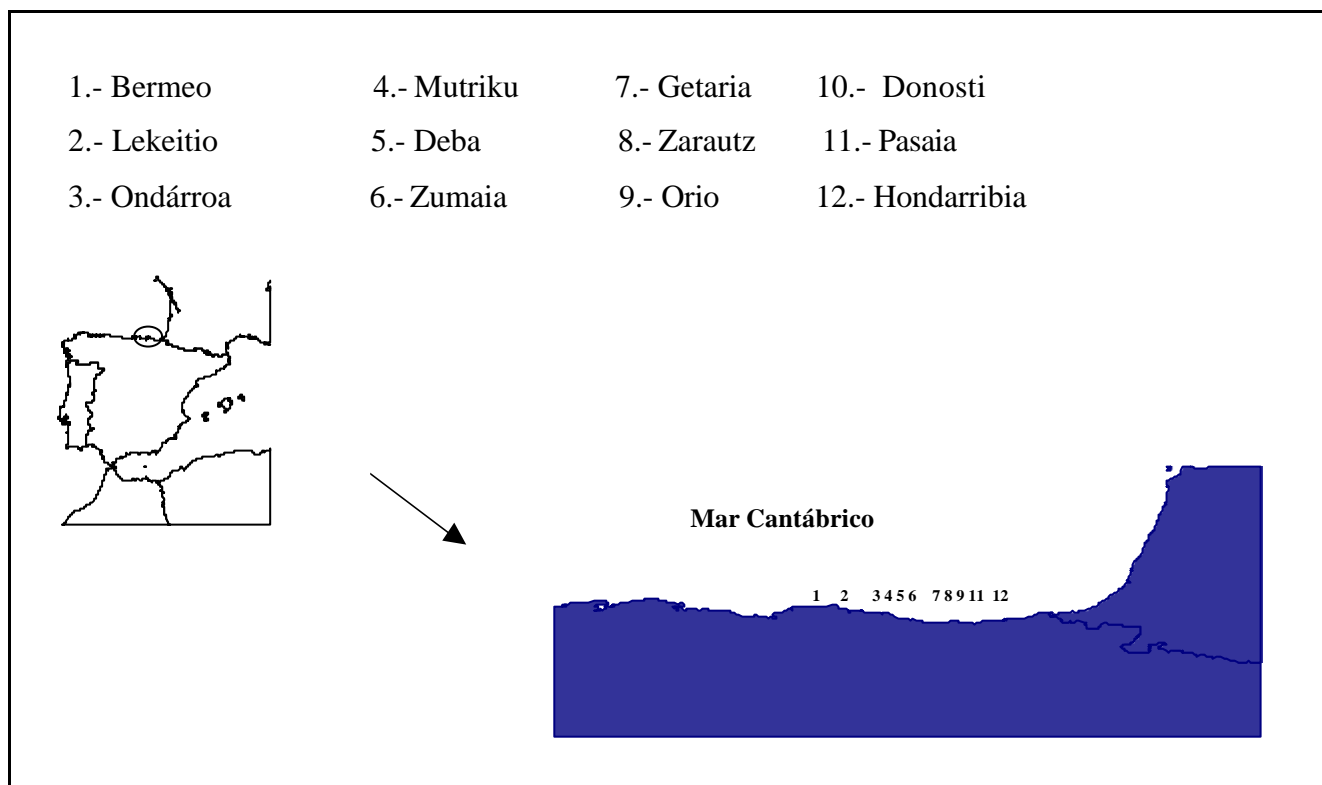 1.- Bermeo 4.- Mutriku 7.- Getaria 10.- Donosti
2.- Lekeitio 5.- Deba 8.- Zarautz 11.- Pasaia
3.- Ondárroa 6.- Zumaia 9.- Orio 12.- Hondarribia
Mar Cantábrico
1 2 3 4 5 6 7 8 9 11 12